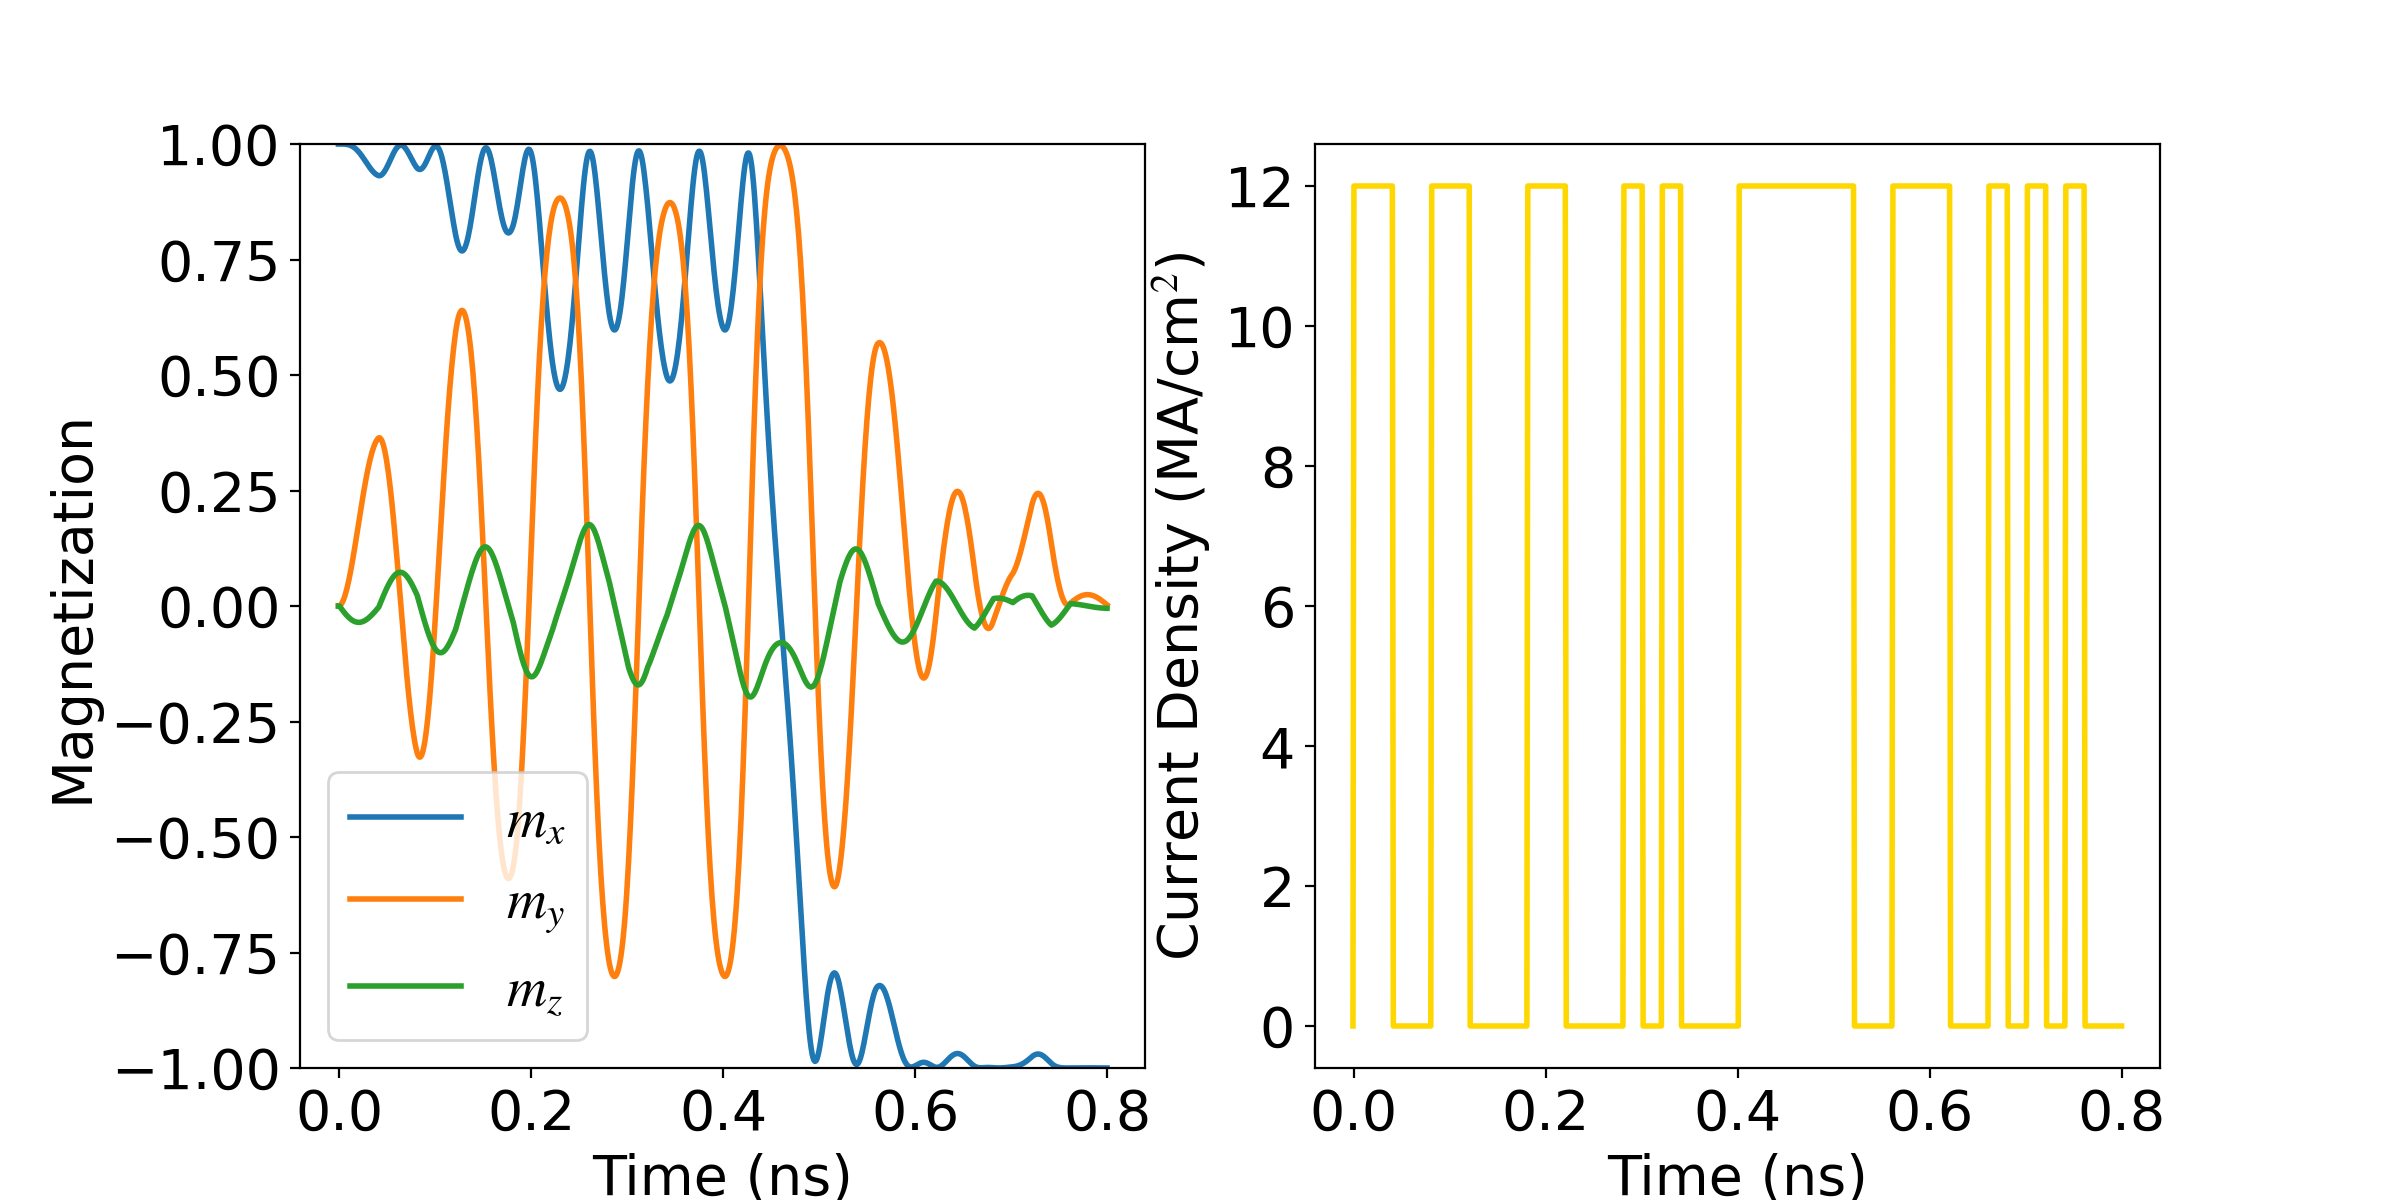 Magnetization
1.00
0.75
0.50
0.25
0.00
−0.25
−0.50
−0.75
−1.00
m_x
m_y
m_z
0.0 0.2 0.4 0.6 0.8
Time (ns)
Current Density (MA/cm²)
12
10
8
6
4
2
0
0.0 0.2 0.4 0.6 0.8
Time (ns)